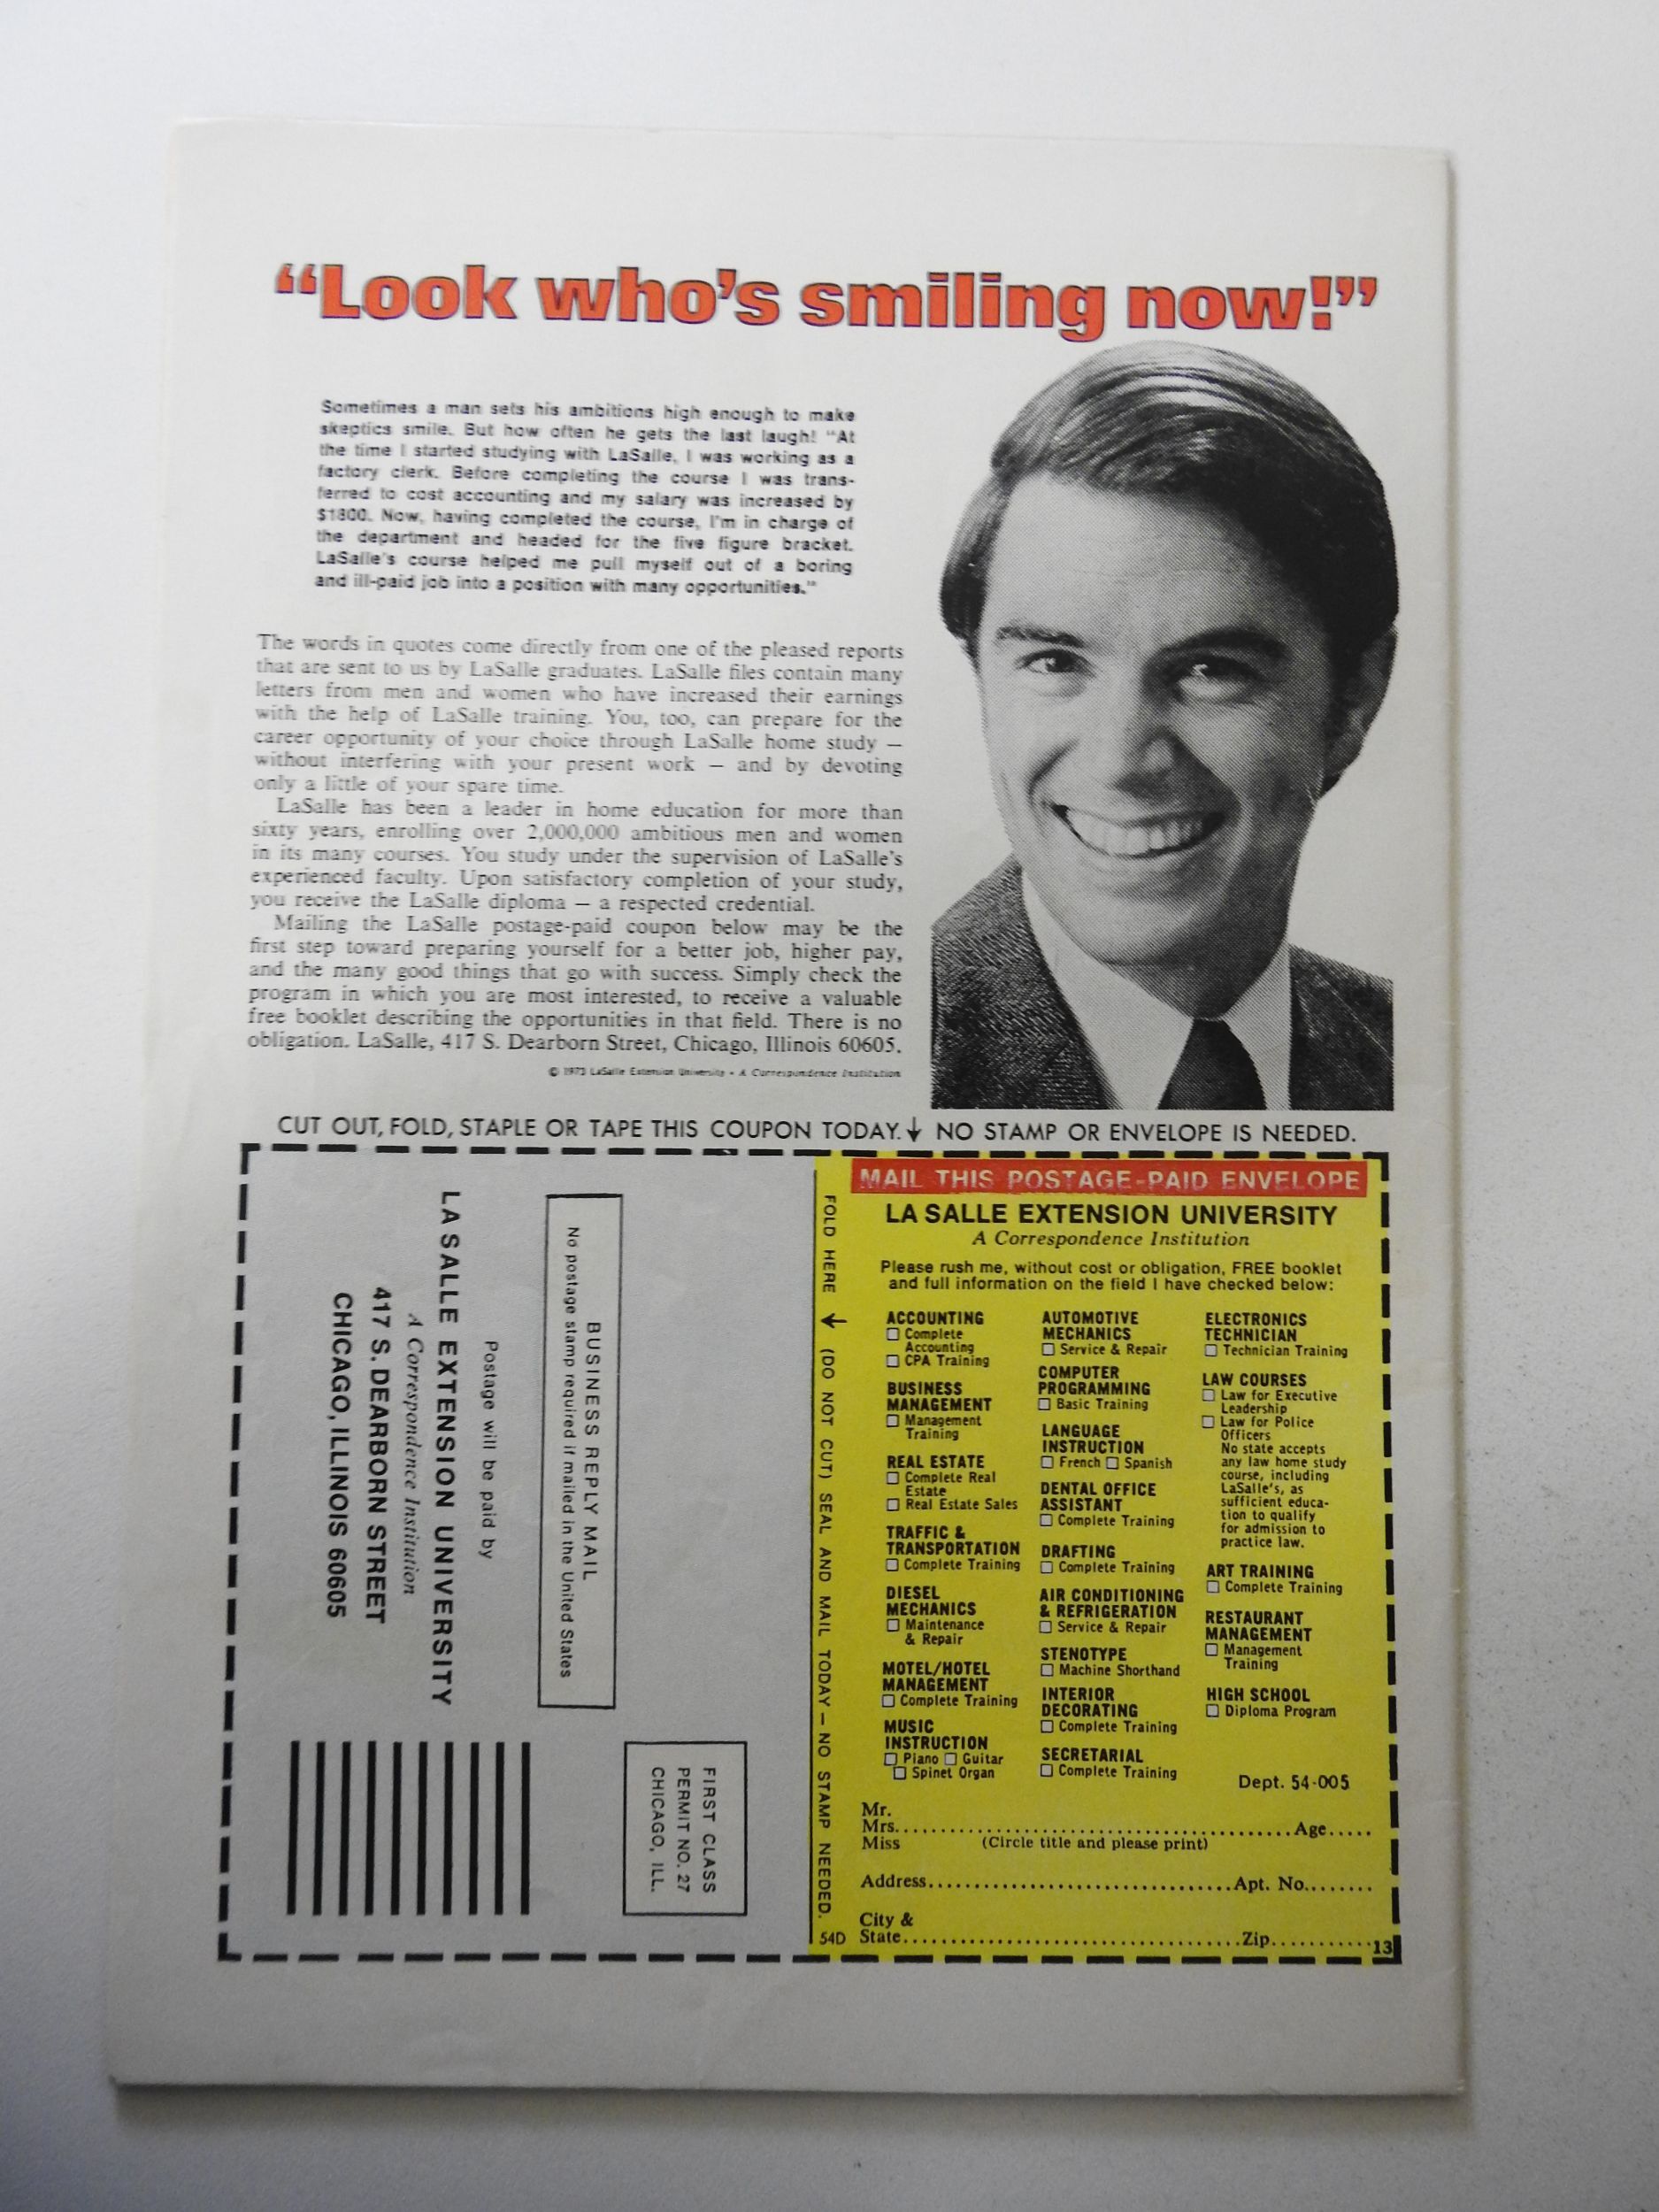 “Look who’s smiling now!”
Sometimes a man sets his ambitions high enough to make
skeptics smile. But how often he gets the last laugh! “At
the time I started studying with LaSalle, I was working as a
factory clerk. Before completing the course I was trans-
ferred to cost accounting and my salary was increased by
$1800. Now, having completed the course, I’m in charge of
the department and headed for the five figure bracket.
LaSalle’s course helped me pull myself out of a boring
and ill-paid job into a position with many opportunities.”
The words in quotes come directly from one of the pleased reports
that are sent to us by LaSalle graduates. LaSalle files contain many
letters from men and women who have increased their earnings
with the help of LaSalle training. You, too, can prepare for the
career opportunity of your choice through LaSalle home study —
without interfering with your present work — and by devoting
only a little of your spare time.
LaSalle has been a leader in home education for more than
sixty years, enrolling over 2,000,000 ambitious men and women
in its many courses. You study under the supervision of LaSalle’s
experienced faculty. Upon satisfactory completion of your study,
you receive the LaSalle diploma — a respected credential.
Mailing the LaSalle postage-paid coupon below may be the
first step toward preparing yourself for a better job, higher pay,
and the many good things that go with success. Simply check the
program in which you are most interested, to receive a valuable
free booklet describing the opportunities in that field. There is no
obligation. LaSalle, 417 S. Dearborn Street, Chicago, Illinois 60605.
© 1973 LaSalle Extension University • A Correspondence Institution
CUT OUT, FOLD, STAPLE OR TAPE THIS COUPON TODAY. ↓ NO STAMP OR ENVELOPE IS NEEDED.
FIRST CLASS
PERMIT NO. 27
CHICAGO, ILL.
BUSINESS REPLY MAIL
No postage stamp required if mailed in the United States
Postage will be paid by
LA SALLE EXTENSION UNIVERSITY
A Correspondence Institution
417 S. DEARBORN STREET
CHICAGO, ILLINOIS 60605
FOLD HERE ↓ (DO NOT CUT) SEAL AND MAIL TODAY — NO STAMP NEEDED.
54D
MAIL THIS POSTAGE-PAID ENVELOPE
LA SALLE EXTENSION UNIVERSITY
A Correspondence Institution
Please rush me, without cost or obligation, FREE booklet
and full information on the field I have checked below:
ACCOUNTING
☐ Complete
Accounting
☐ CPA Training
BUSINESS
MANAGEMENT
☐ Management
Training
REAL ESTATE
☐ Complete Real
Estate
☐ Real Estate Sales
TRAFFIC &
TRANSPORTATION
☐ Complete Training
DIESEL
MECHANICS
☐ Maintenance
& Repair
MOTEL/HOTEL
MANAGEMENT
☐ Complete Training
MUSIC
INSTRUCTION
☐ Piano ☐ Guitar
☐ Spinet Organ
AUTOMOTIVE
MECHANICS
☐ Service & Repair
COMPUTER
PROGRAMMING
☐ Basic Training
LANGUAGE
INSTRUCTION
☐ French ☐ Spanish
DENTAL OFFICE
ASSISTANT
☐ Complete Training
DRAFTING
☐ Complete Training
AIR CONDITIONING
& REFRIGERATION
☐ Service & Repair
STENOTYPE
☐ Machine Shorthand
INTERIOR
DECORATING
☐ Complete Training
SECRETARIAL
☐ Complete Training
ELECTRONICS
TECHNICIAN
☐ Technician Training
LAW COURSES
☐ Law for Executive
Leadership
☐ Law for Police
Officers
No state accepts
any law home study
course, including
LaSalle’s, as
sufficient educa-
tion to qualify
for admission to
practice law.
ART TRAINING
☐ Complete Training
RESTAURANT
MANAGEMENT
☐ Management
Training
HIGH SCHOOL
☐ Diploma Program
Dept. 54-005
Mr.
Mrs. ........ Age.....
Miss (Circle title and please print)
Address........ Apt. No........
City &
State........ Zip........ 13